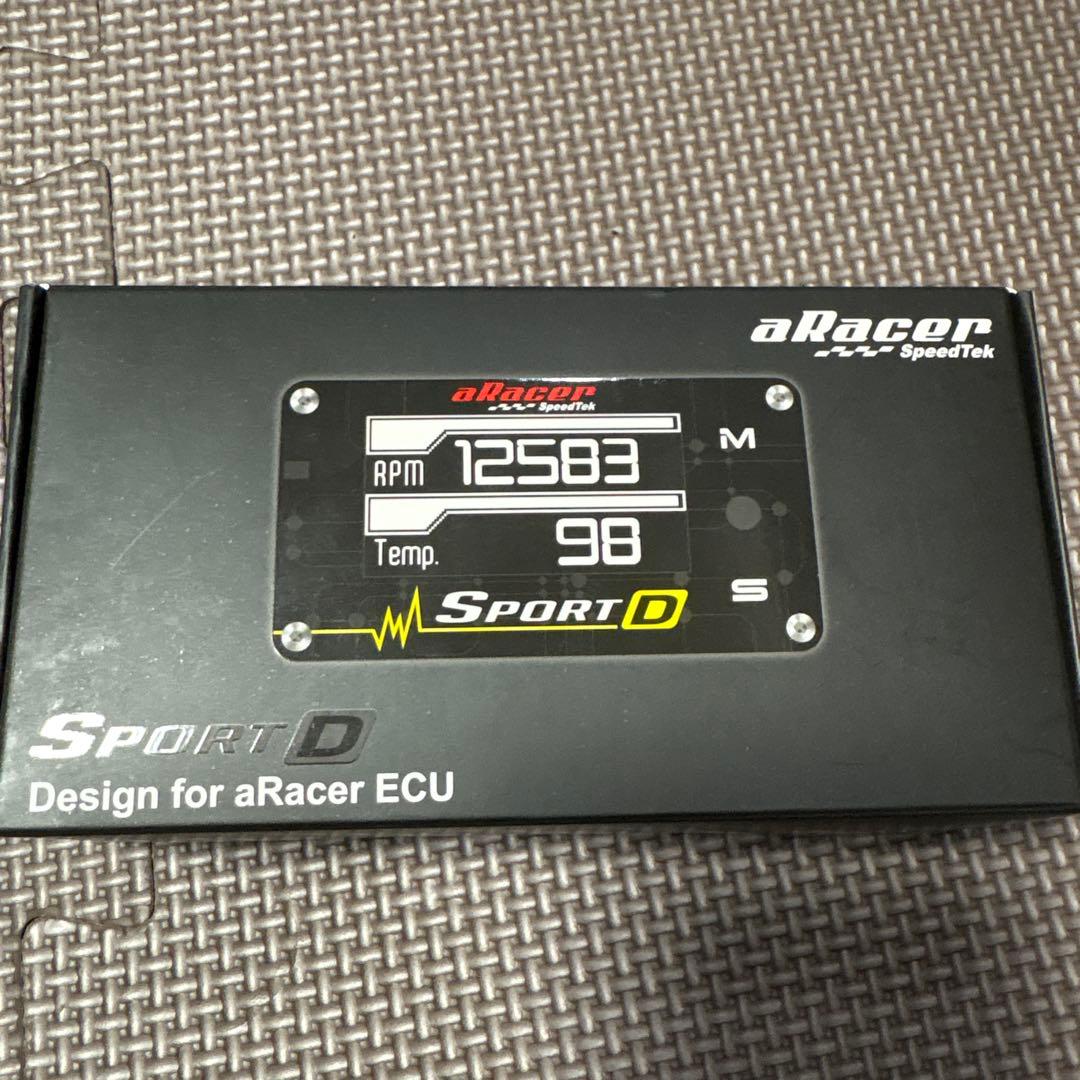 aRacer
SpeedTek
aRacer
SpeedTek
RPM 12583
M
Temp. 98
S
SPORT D
SPORT D
Design for aRacer ECU